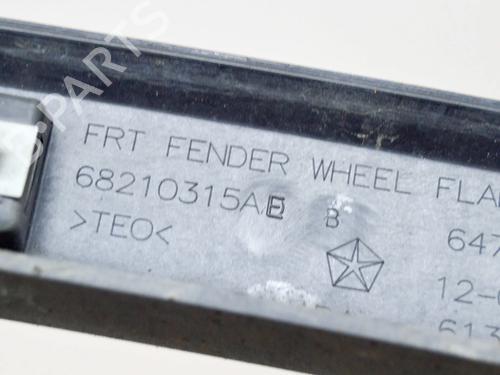 FRT FENDER WHEEL FLA
68210315AE B 647
>TEO<
12-
613